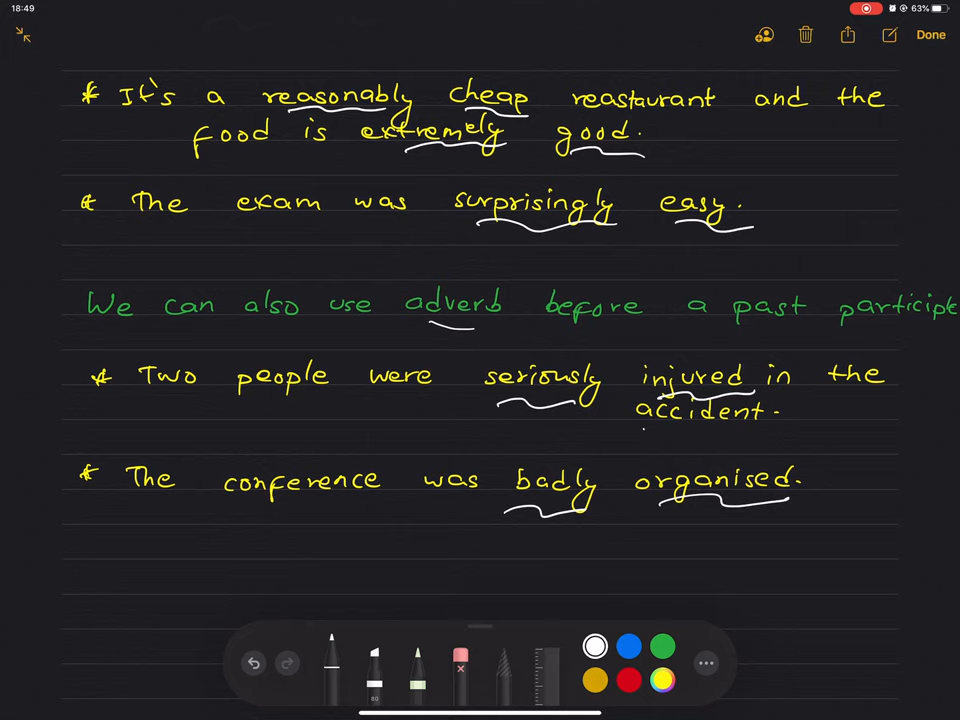 18:49
63%
Done
* It's a reasonably cheap reastaurant and the
food is extremely good.
* The exam was surprisingly easy.
We can also use adverb before a past participle
* Two people were seriously injured in the
accident.
* The conference was badly organised.
80